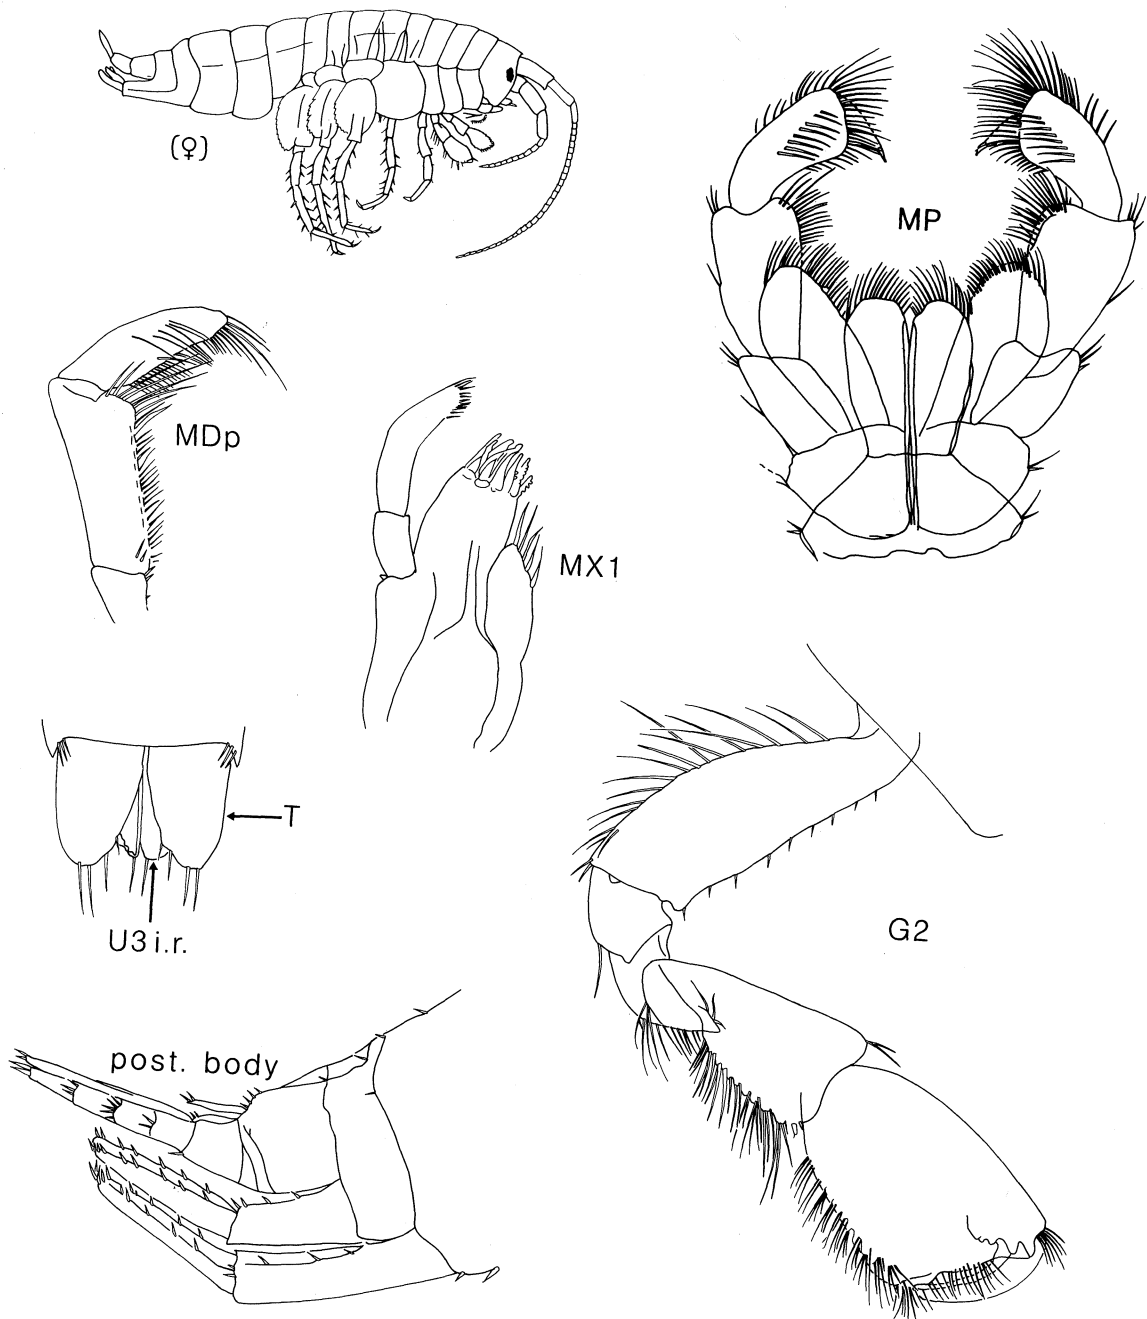 (♀)
MP
MDp
MX1
T
U3 i.r.
G2
post. body